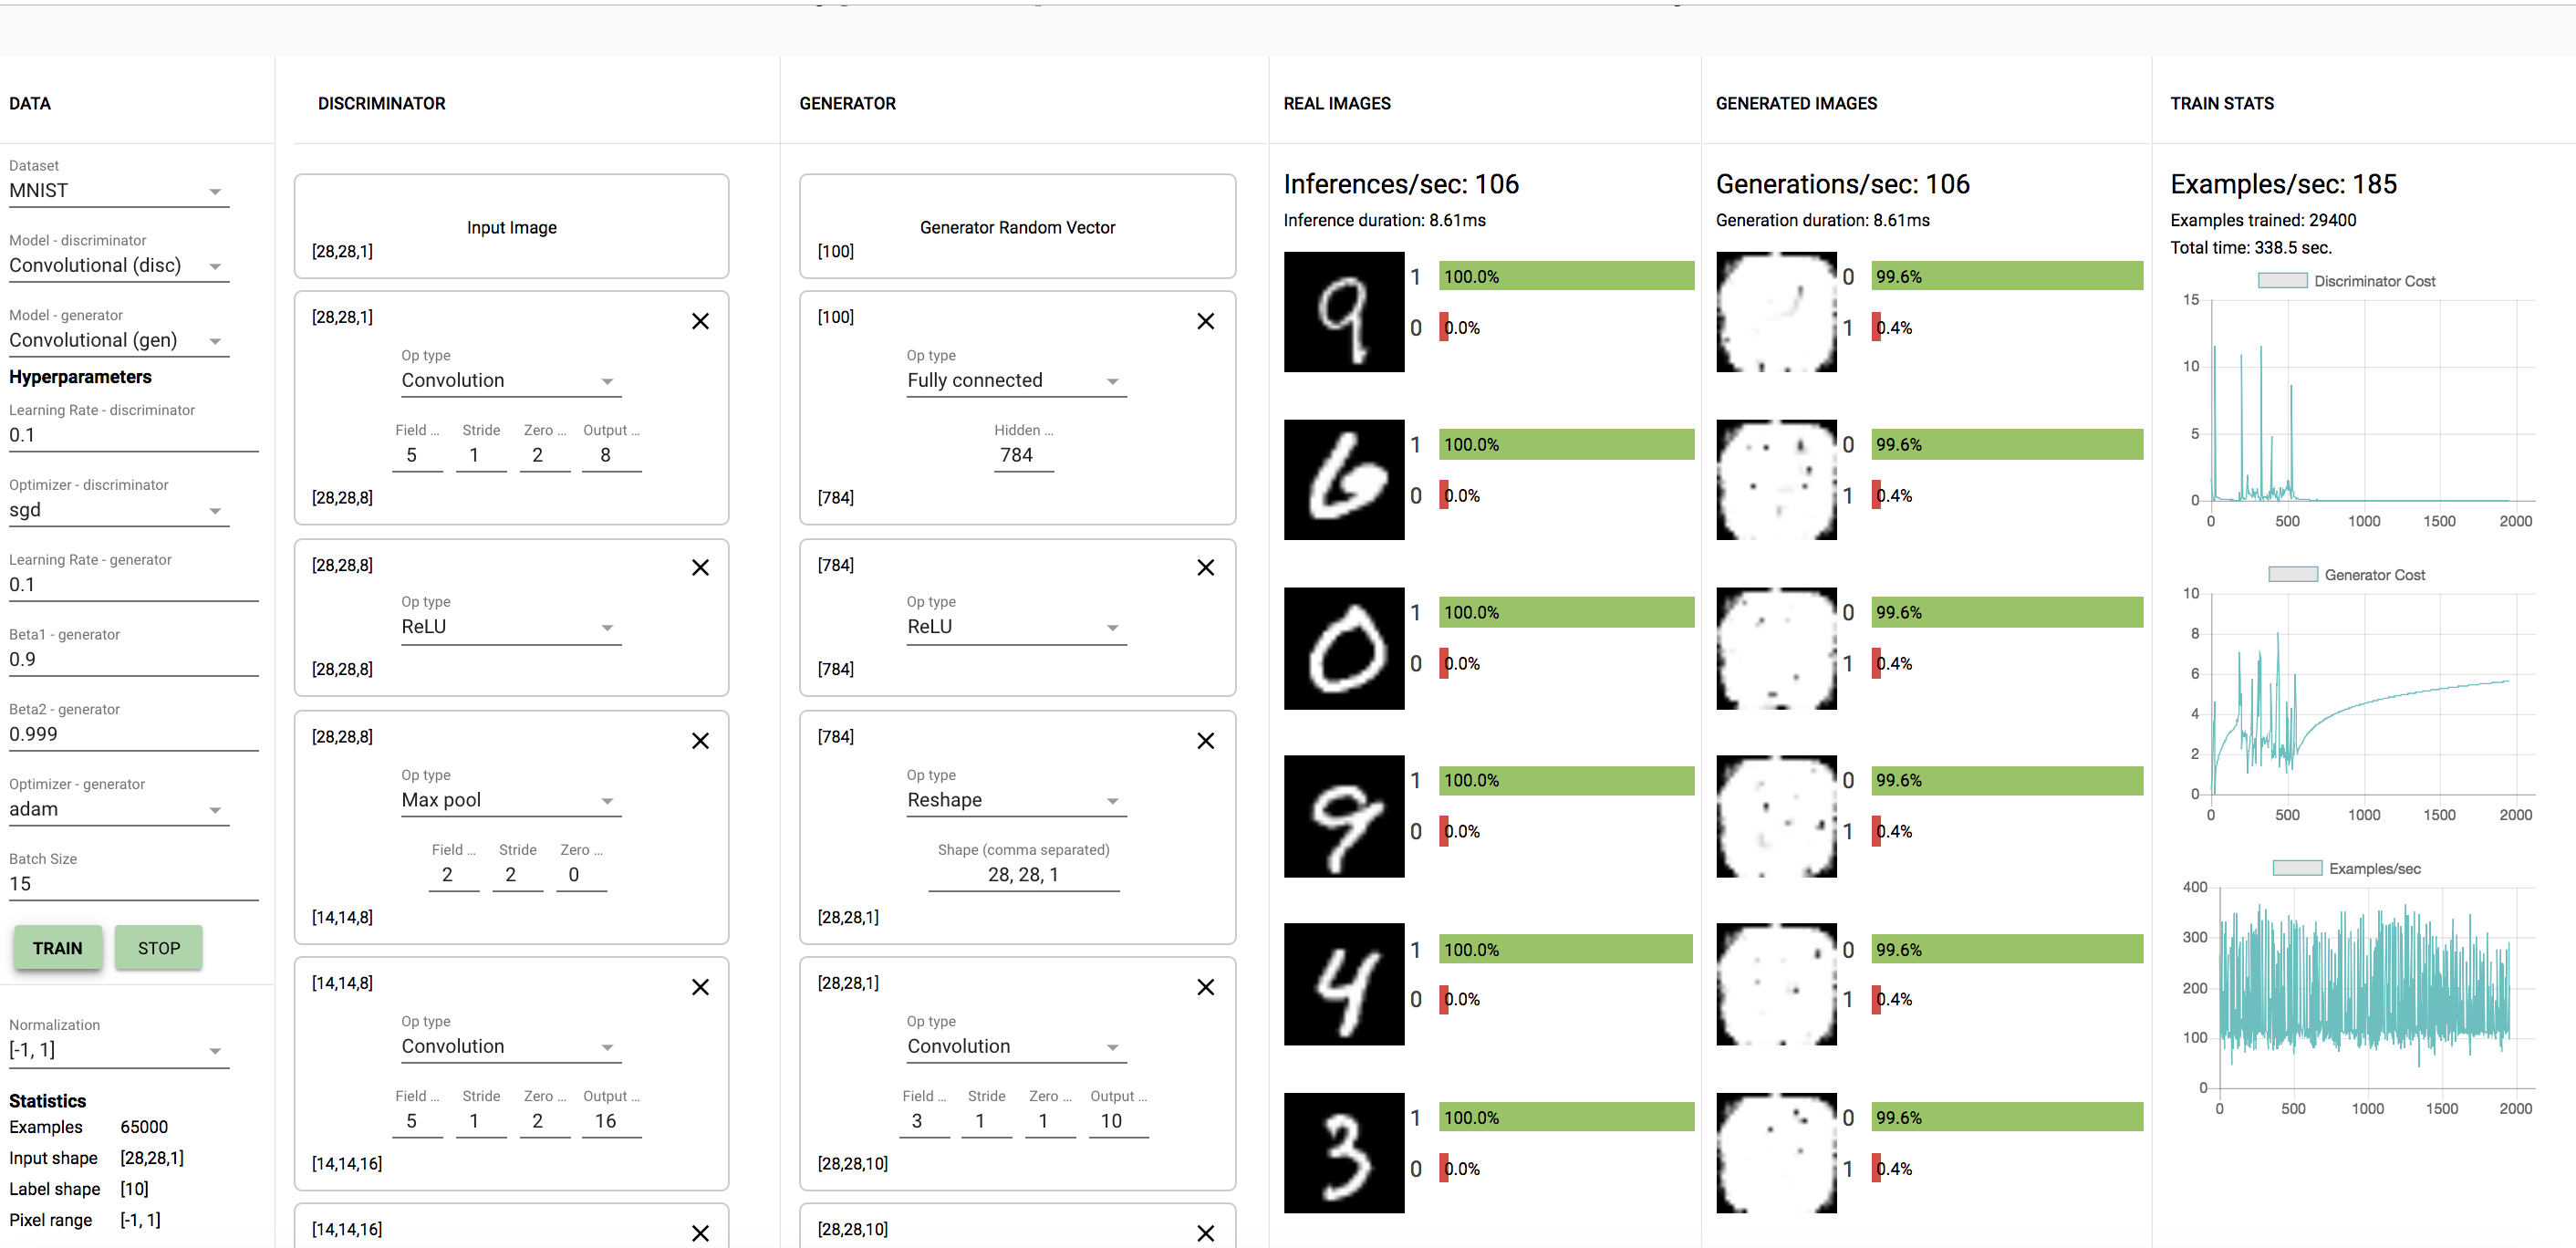 DATA
Dataset
MNIST
Model - discriminator
Convolutional (disc)
Model - generator
Convolutional (gen)
Hyperparameters
Learning Rate - discriminator
0.1
Optimizer - discriminator
sgd
Learning Rate - generator
0.1
Beta1 - generator
0.9
Beta2 - generator
0.999
Optimizer - generator
adam
Batch Size
15
TRAIN STOP
Normalization
[-1, 1]
Statistics
Examples 65000
Input shape [28,28,1]
Label shape [10]
Pixel range [-1, 1]
DISCRIMINATOR
Input Image
[28,28,1]
[28,28,1]
Op type
Convolution
Field ... Stride Zero ... Output ...
5 1 2 8
[28,28,8]
[28,28,8]
Op type
ReLU
[28,28,8]
[28,28,8]
Op type
Max pool
Field ... Stride Zero ...
2 2 0
[14,14,8]
[14,14,8]
Op type
Convolution
Field ... Stride Zero ... Output ...
5 1 2 16
[14,14,16]
[14,14,16]
GENERATOR
Generator Random Vector
[100]
[100]
Op type
Fully connected
Hidden ...
784
[784]
[784]
Op type
ReLU
[784]
[784]
Op type
Reshape
Shape (comma separated)
28, 28, 1
[28,28,1]
[28,28,1]
Op type
Convolution
Field ... Stride Zero ... Output ...
3 1 1 10
[28,28,10]
[28,28,10]
REAL IMAGES
Inferences/sec: 106
Inference duration: 8.61ms
9 1 100.0%
0 0.0%
6 1 100.0%
0 0.0%
0 1 100.0%
0 0.0%
9 1 100.0%
0 0.0%
4 1 100.0%
0 0.0%
3 1 100.0%
0 0.0%
GENERATED IMAGES
Generations/sec: 106
Generation duration: 8.61ms
0 99.6%
1 0.4%
0 99.6%
1 0.4%
0 99.6%
1 0.4%
0 99.6%
1 0.4%
0 99.6%
1 0.4%
0 99.6%
1 0.4%
TRAIN STATS
Examples/sec: 185
Examples trained: 29400
Total time: 338.5 sec.
Discriminator Cost
15
10
5
0
0 500 1000 1500 2000
Generator Cost
10
8
6
4
2
0
0 500 1000 1500 2000
Examples/sec
400
300
200
100
0
0 500 1000 1500 2000